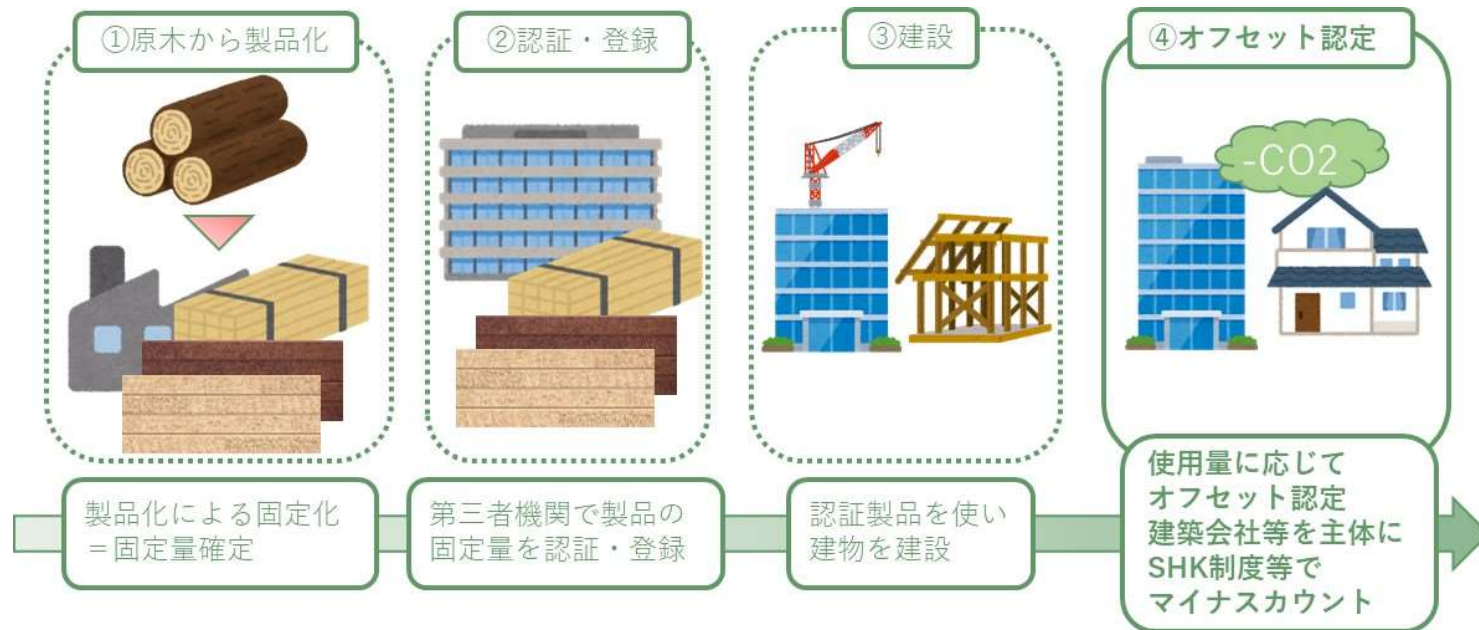 ①原木から製品化
②認証・登録
③建設
④オフセット認定
-CO2
製品化による固定化
＝固定量確定
第三者機関で製品の
固定量を認証・登録
認証製品を使い
建物を建設
使用量に応じて
オフセット認定
建築会社等を主体に
SHK制度等で
マイナスカウント